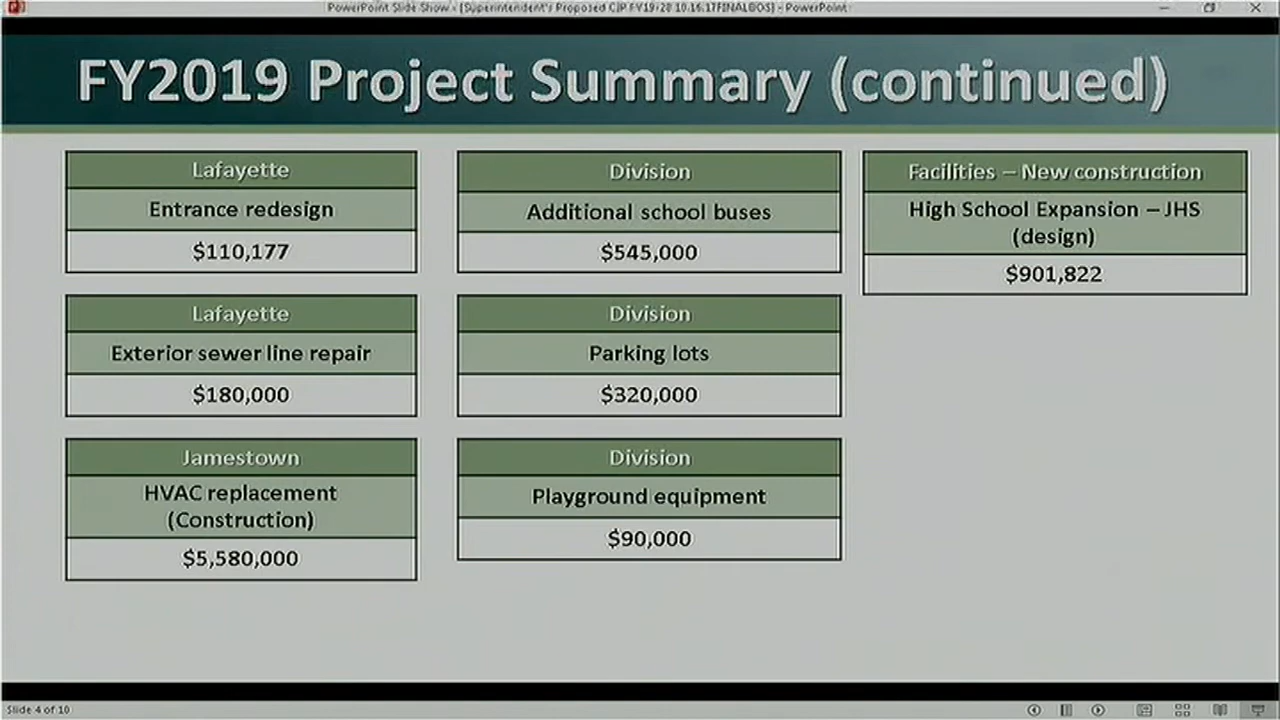 PowerPoint Slide Show - [Superintendent's Proposed CIP FY19-28 10.16.17FINALBOS] - PowerPoint
FY2019 Project Summary (continued)
Lafayette
Entrance redesign
$110,177
Lafayette
Exterior sewer line repair
$180,000
Jamestown
HVAC replacement
(Construction)
$5,580,000
Division
Additional school buses
$545,000
Division
Parking lots
$320,000
Division
Playground equipment
$90,000
Facilities – New construction
High School Expansion – JHS
(design)
$901,822
Slide 4 of 10